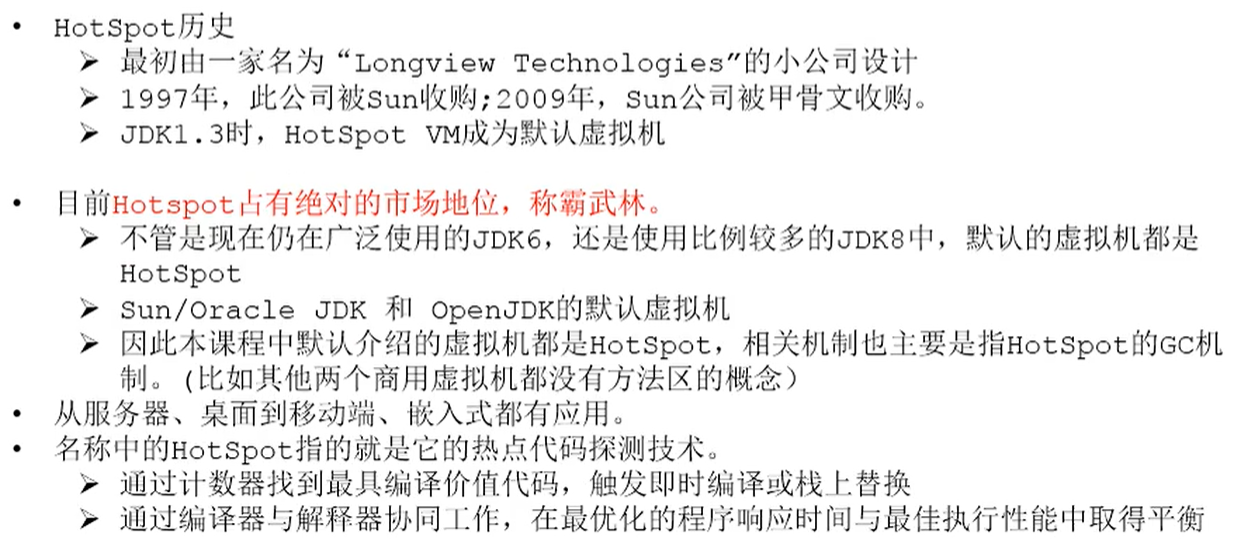 • HotSpot历史
➢ 最初由一家名为“Longview Technologies”的小公司设计
➢ 1997年，此公司被Sun收购;2009年，Sun公司被甲骨文收购。
➢ JDK1.3时，HotSpot VM成为默认虚拟机
• 目前Hotspot占有绝对的市场地位，称霸武林。
➢ 不管是现在仍在广泛使用的JDK6，还是使用比例较多的JDK8中，默认的虚拟机都是
HotSpot
➢ Sun/Oracle JDK 和 OpenJDK的默认虚拟机
➢ 因此本课程中默认介绍的虚拟机都是HotSpot，相关机制也主要是指HotSpot的GC机
制。(比如其他两个商用虚拟机都没有方法区的概念）
• 从服务器、桌面到移动端、嵌入式都有应用。
• 名称中的HotSpot指的就是它的热点代码探测技术。
➢ 通过计数器找到最具编译价值代码，触发即时编译或栈上替换
➢ 通过编译器与解释器协同工作，在最优化的程序响应时间与最佳执行性能中取得平衡